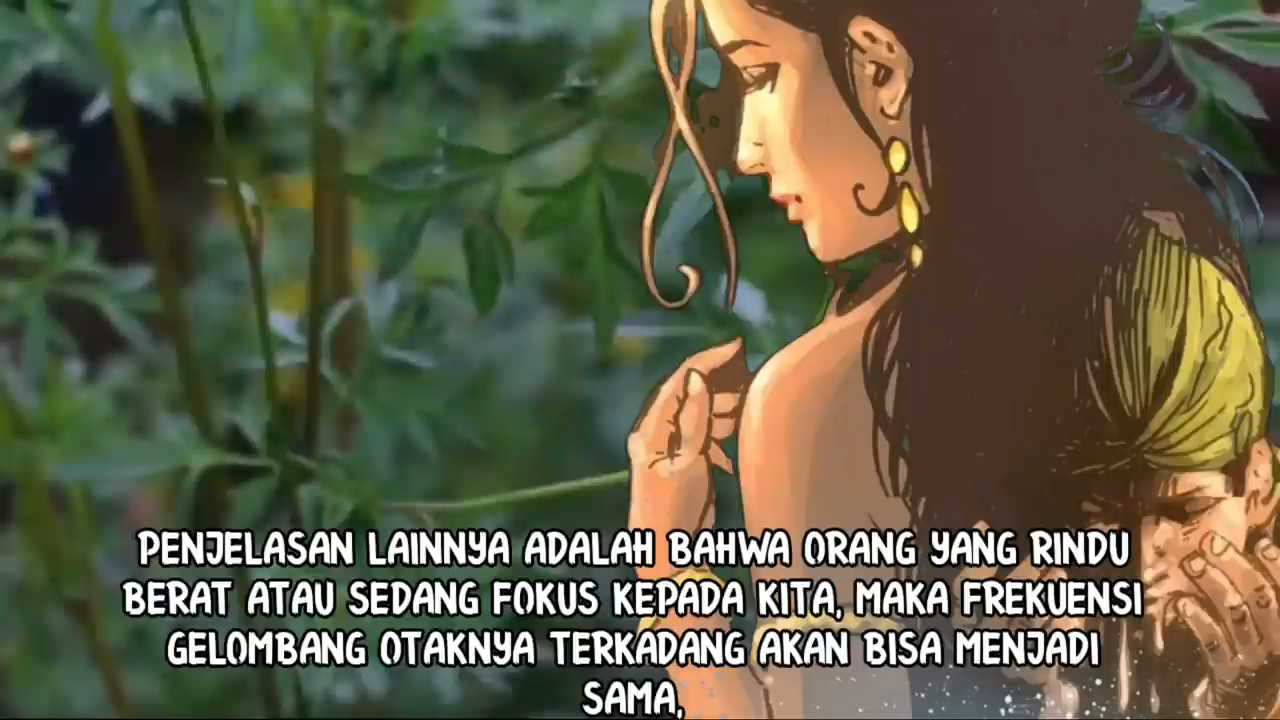 PENJELASAN LAINNYA ADALAH BAHWA ORANG YANG RINDU
BERAT ATAU SEDANG FOKUS KEPADA KITA, MAKA FREKUENSI
GELOMBANG OTAKNYA TERKADANG AKAN BISA MENJADI
SAMA,